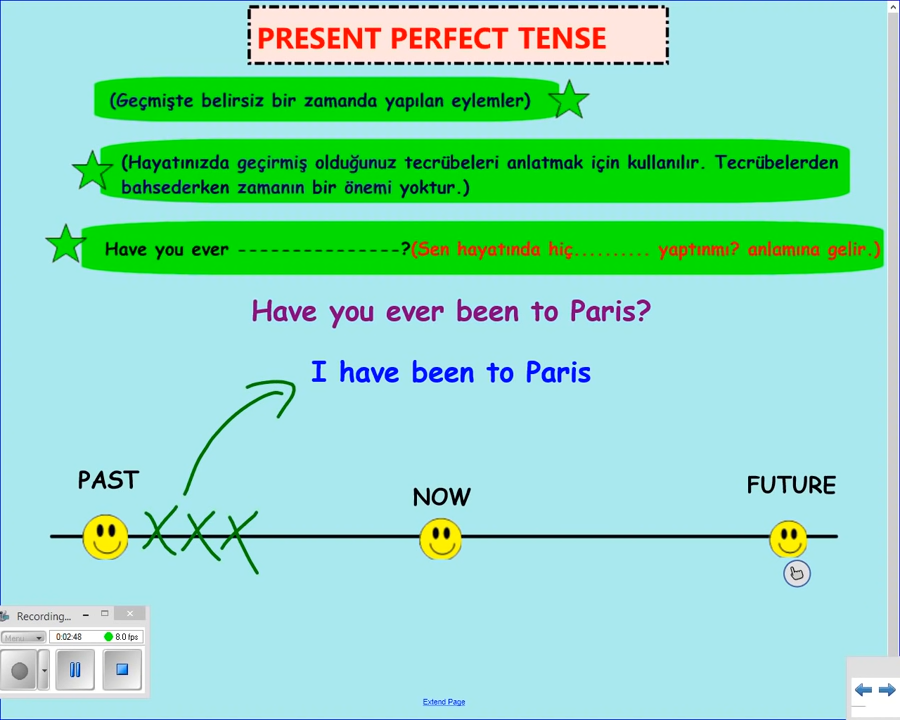 PRESENT PERFECT TENSE
(Geçmişte belirsiz bir zamanda yapılan eylemler)
(Hayatınızda geçirmiş olduğunuz tecrübeleri anlatmak için kullanılır. Tecrübelerden
bahsederken zamanın bir önemi yoktur.)
Have you ever ---------------?(Sen hayatında hiç.......... yaptınmı? anlamına gelir.)
Have you ever been to Paris?
I have been to Paris
PAST
NOW
FUTURE
XXX
Recording...
Menu
0:02:48
8.0 fps
Extend Page